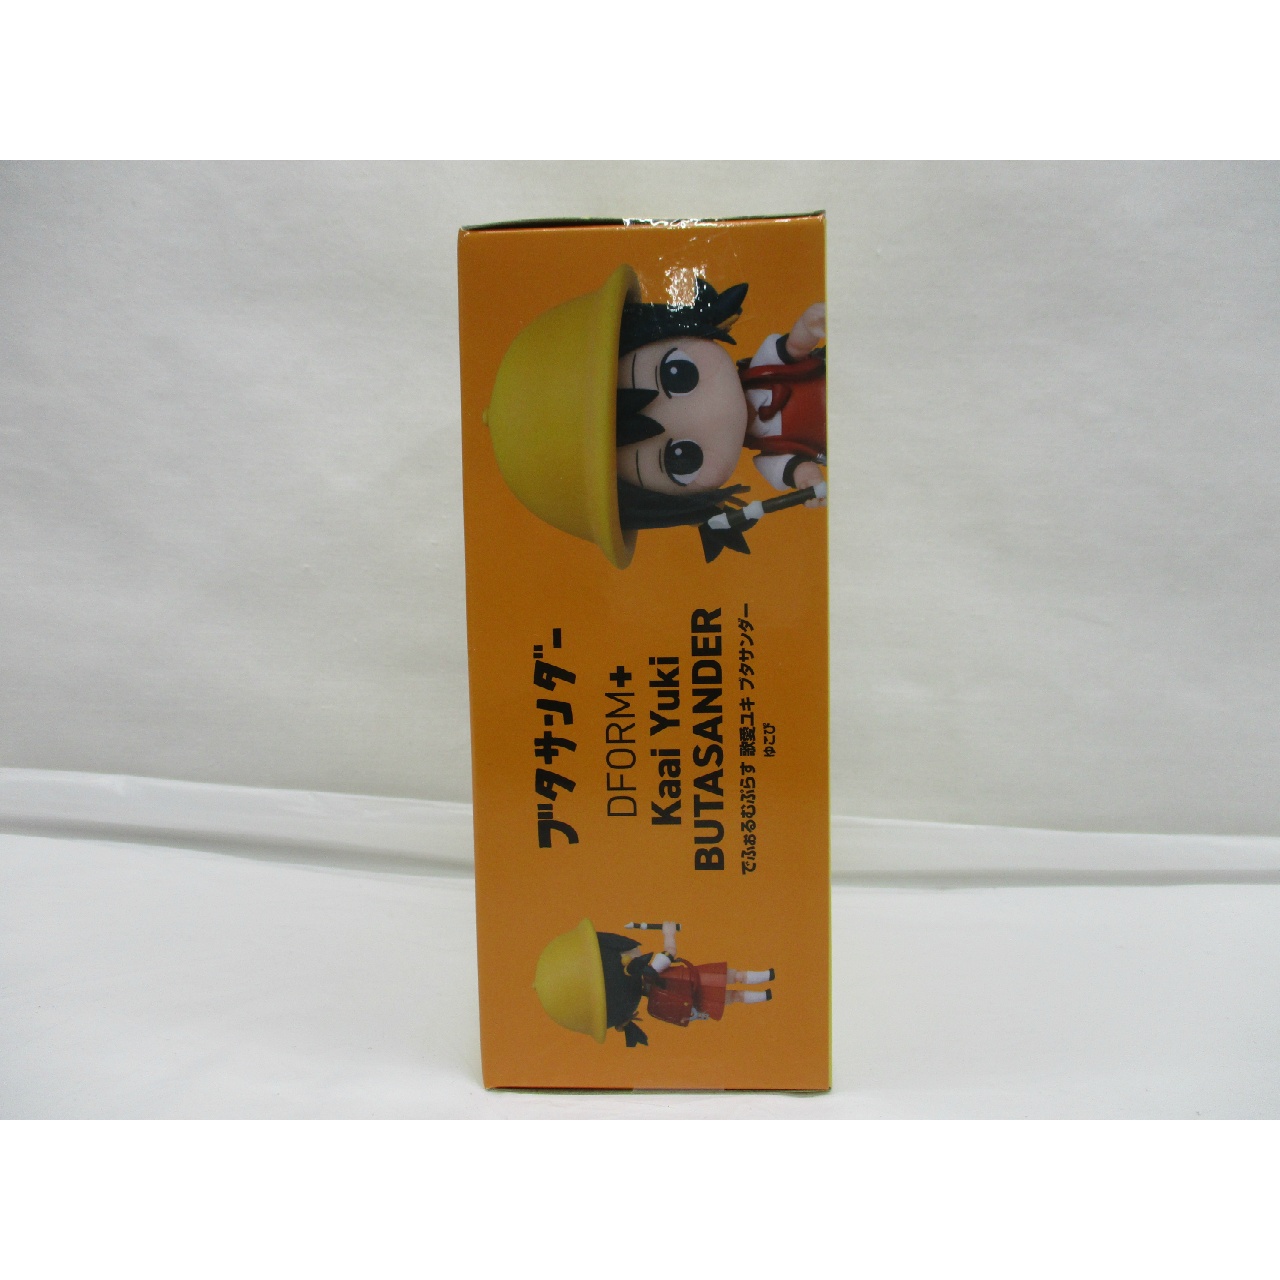 ブタサンダー
DFORM+
Kaai Yuki
BUTASANDER
でふぉるむぷらす 歌愛ユキ ブタサンダー
ゆこぴ